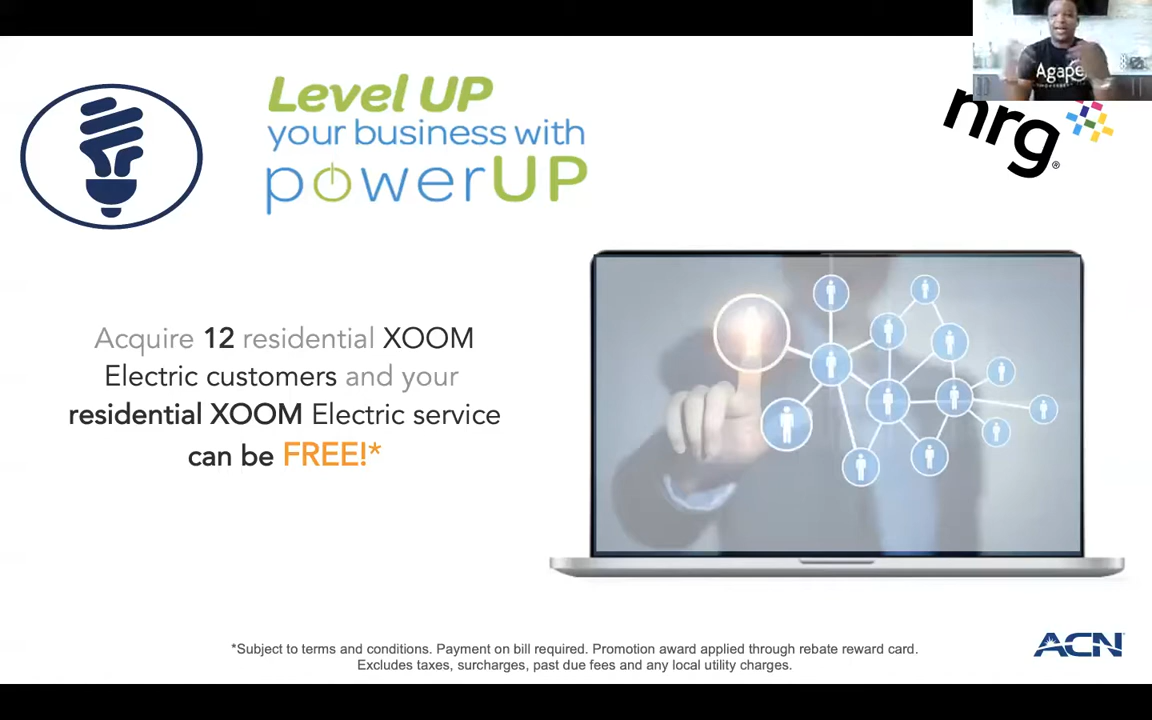 Level UP
your business with
powerUP
Agape
nrg®
Acquire 12 residential XOOM
Electric customers and your
residential XOOM Electric service
can be FREE!*
*Subject to terms and conditions. Payment on bill required. Promotion award applied through rebate reward card.
Excludes taxes, surcharges, past due fees and any local utility charges.
ACN